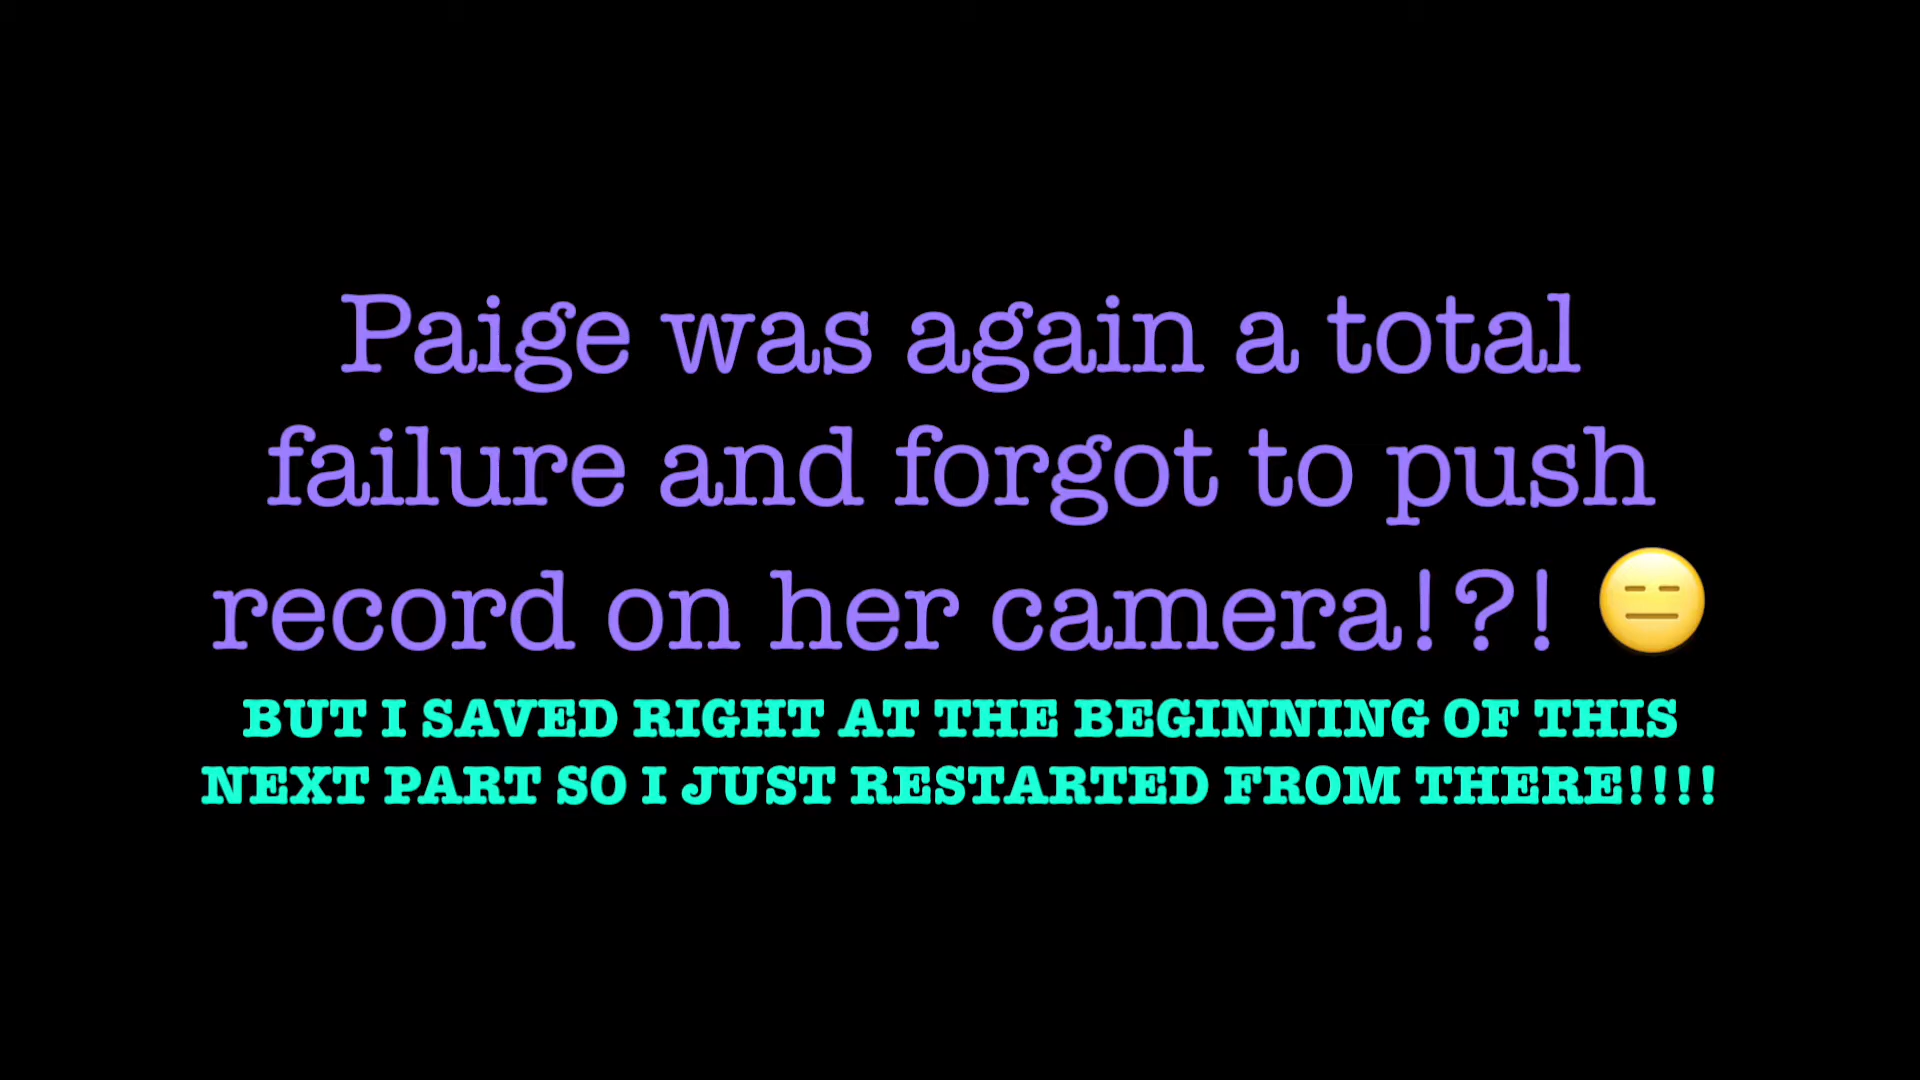 Paige was again a total
failure and forgot to push
record on her camera!?! 😑
BUT I SAVED RIGHT AT THE BEGINNING OF THIS
NEXT PART SO I JUST RESTARTED FROM THERE!!!!